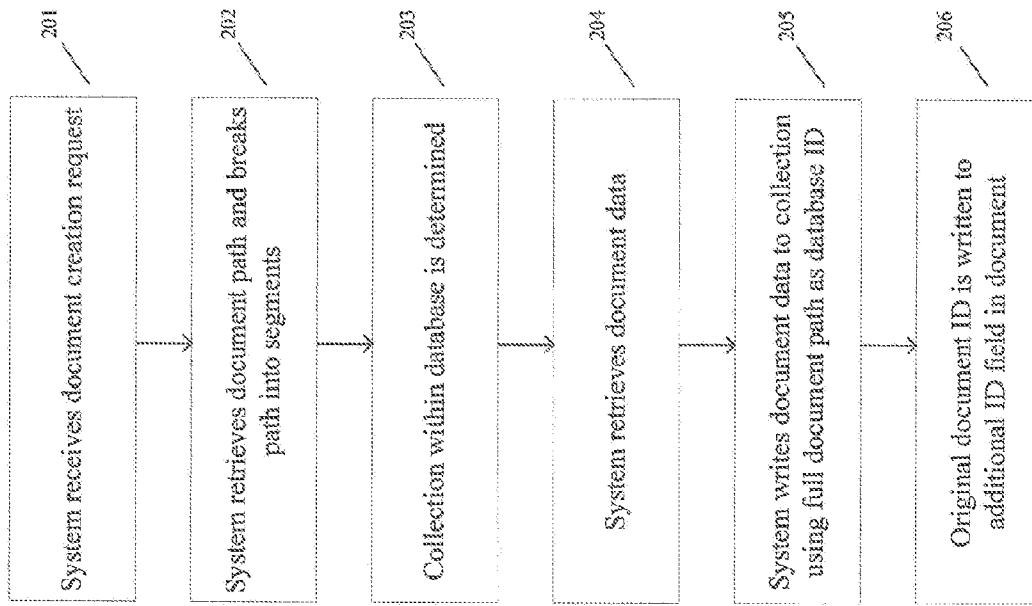 System receives document creation request
201
System retrieves document path and breaks
path into segments
202
Collection within database is determined
203
System retrieves document data
204
System writes document data to collection
using full document path as database ID
205
Original document ID is written to
additional ID field in document
206